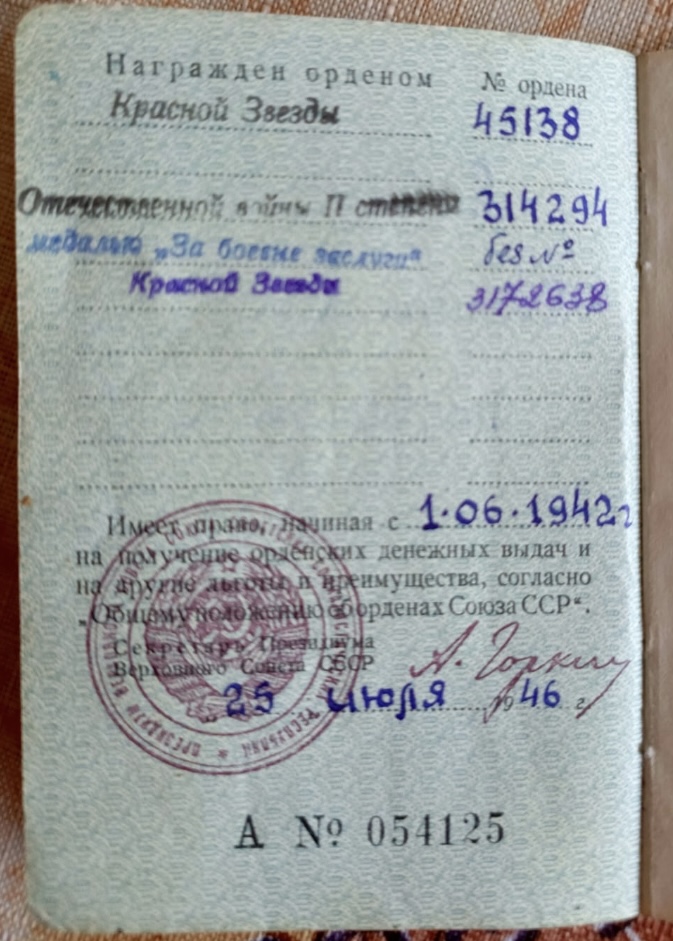 Награжден орденом № ордена
Красной Звезды 45138
Отечественной войны II степени 314294
медалью „За боевые заслуги“ без №
Красной Звезды 3172638
Имеет право, начиная с 1·06·1942г
на получение орденских денежных выдач и
на другие льготы и преимущества, согласно
„Общему положению об орденах Союза ССР“.
Секретарь Президиума
Верховного Совета СССР А. Горкин
„25 июля 1946 г.
А № 054125